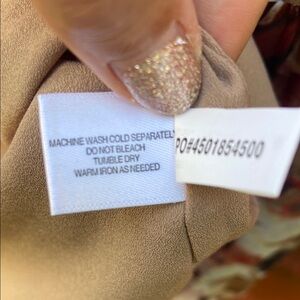 MACHINE WASH COLD SEPARATELY
DO NOT BLEACH
TUMBLE DRY
WARM IRON AS NEEDED
PO#4501854500